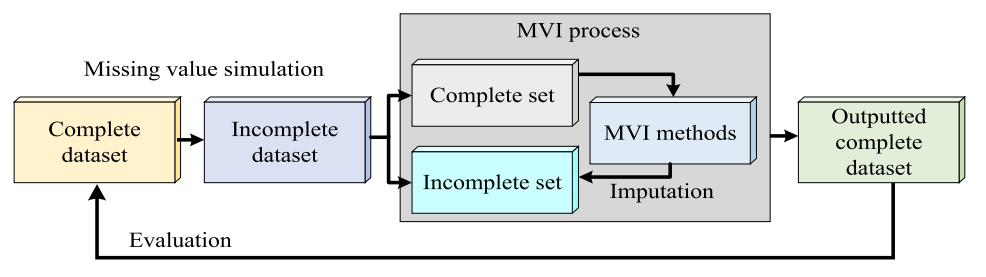 MVI process
Missing value simulation
Complete
dataset
Incomplete
dataset
Complete set
Incomplete set
MVI methods
Imputation
Outputted
complete
dataset
Evaluation